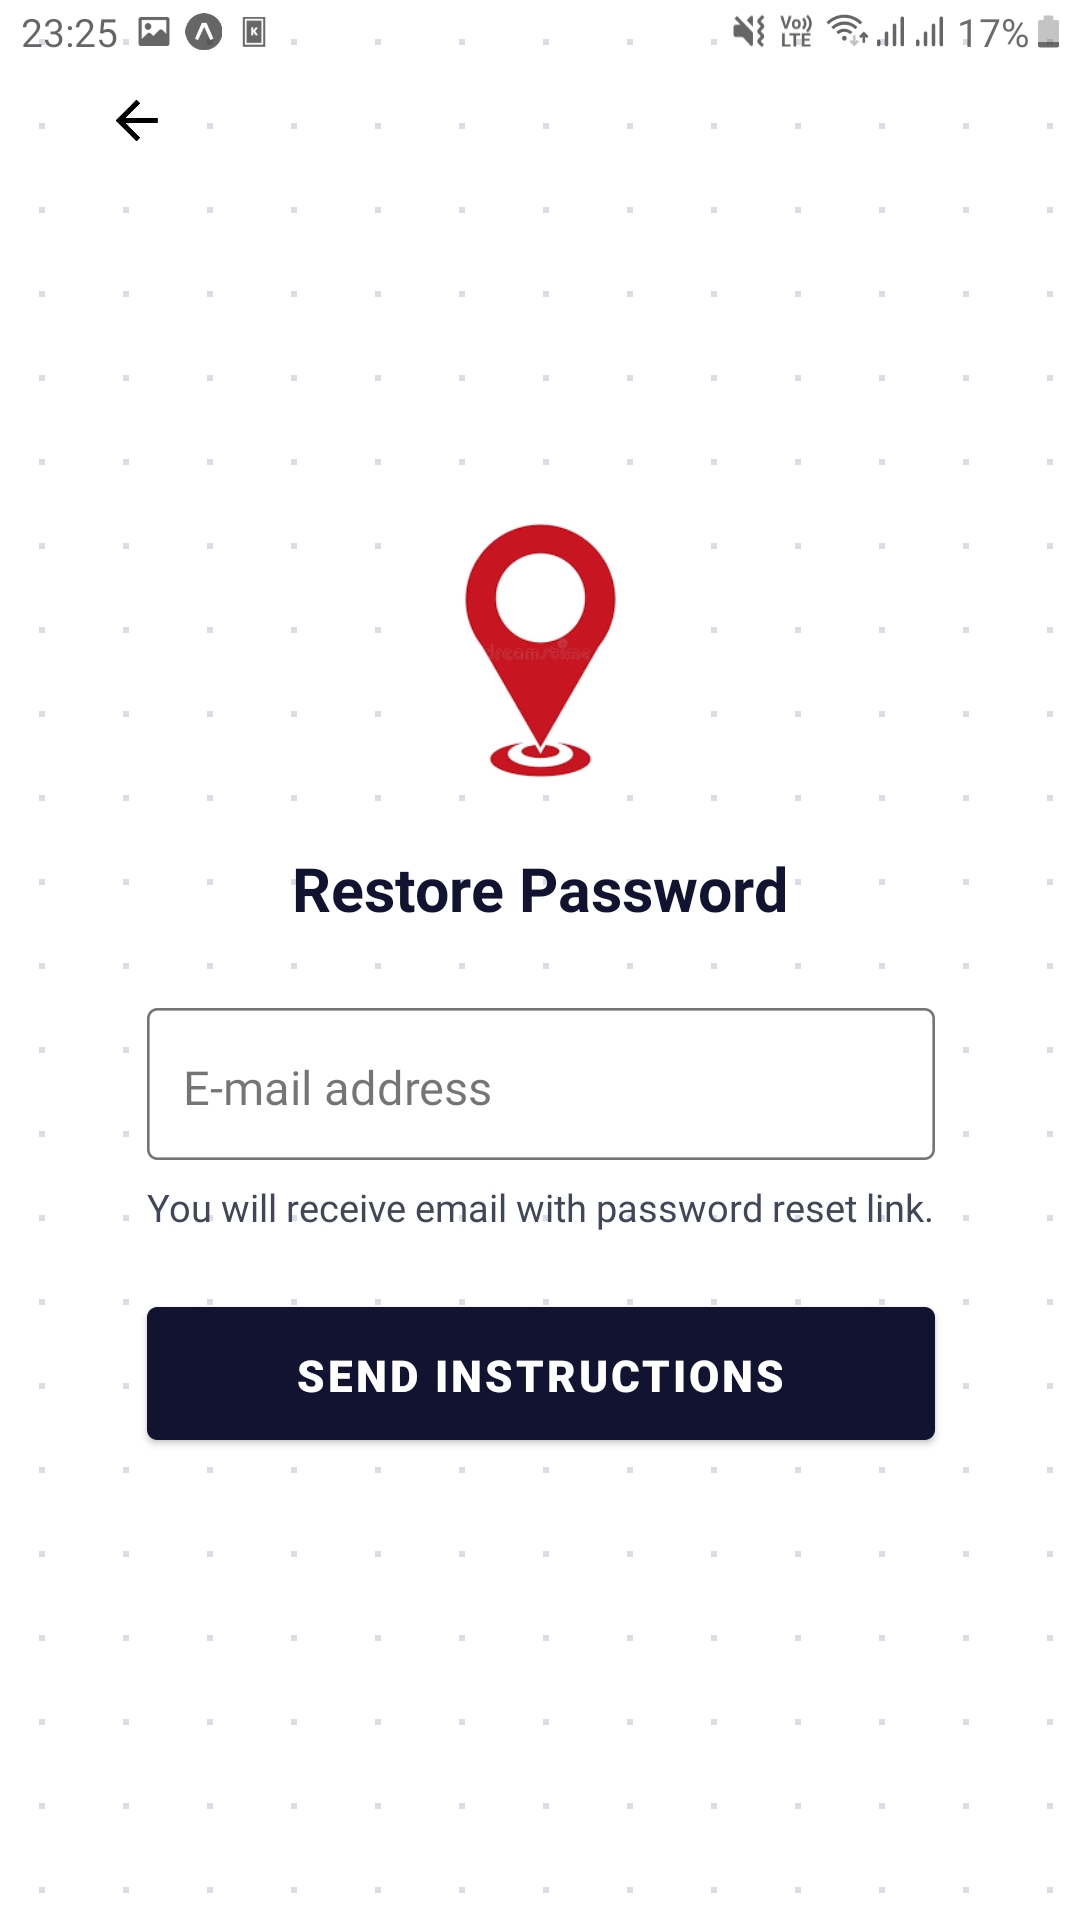 23:25 K Vo)) LTE 17%
dreamstime
Restore Password
E-mail address
You will receive email with password reset link.
SEND INSTRUCTIONS